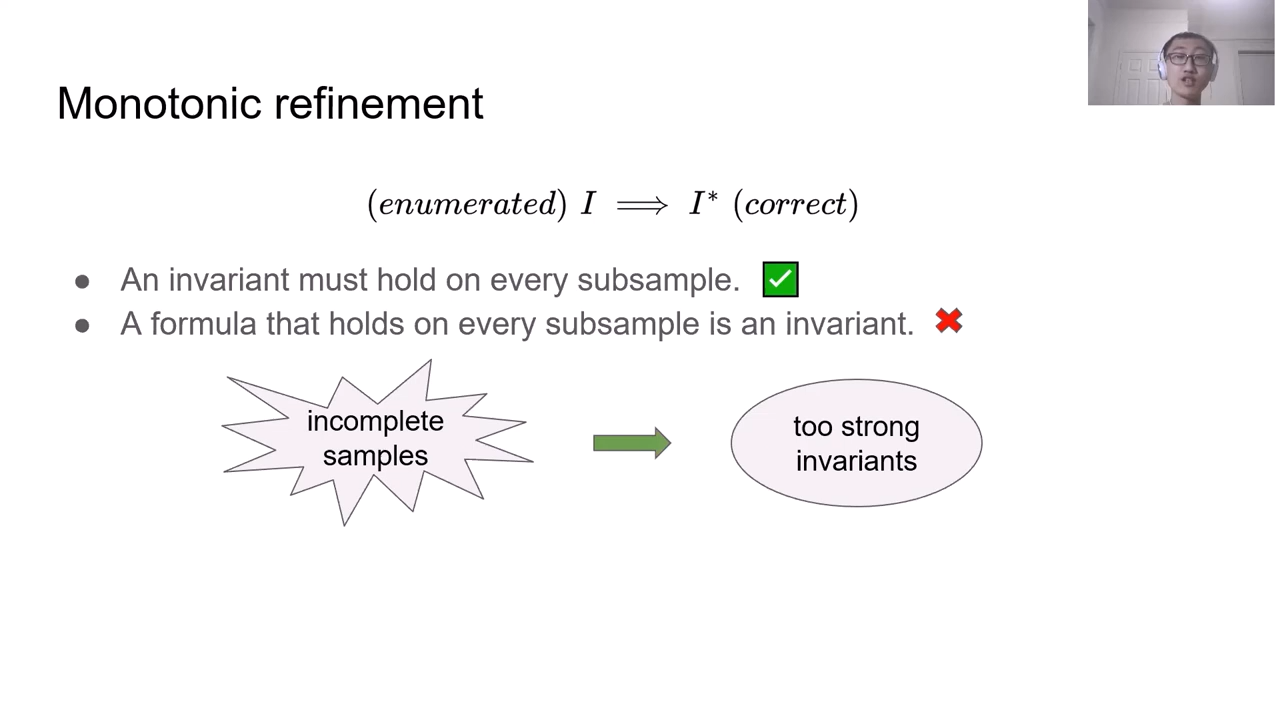 Monotonic refinement
(enumerated) I ⟹ I* (correct)
● An invariant must hold on every subsample. ✅
● A formula that holds on every subsample is an invariant. ✖
incomplete
samples
too strong
invariants